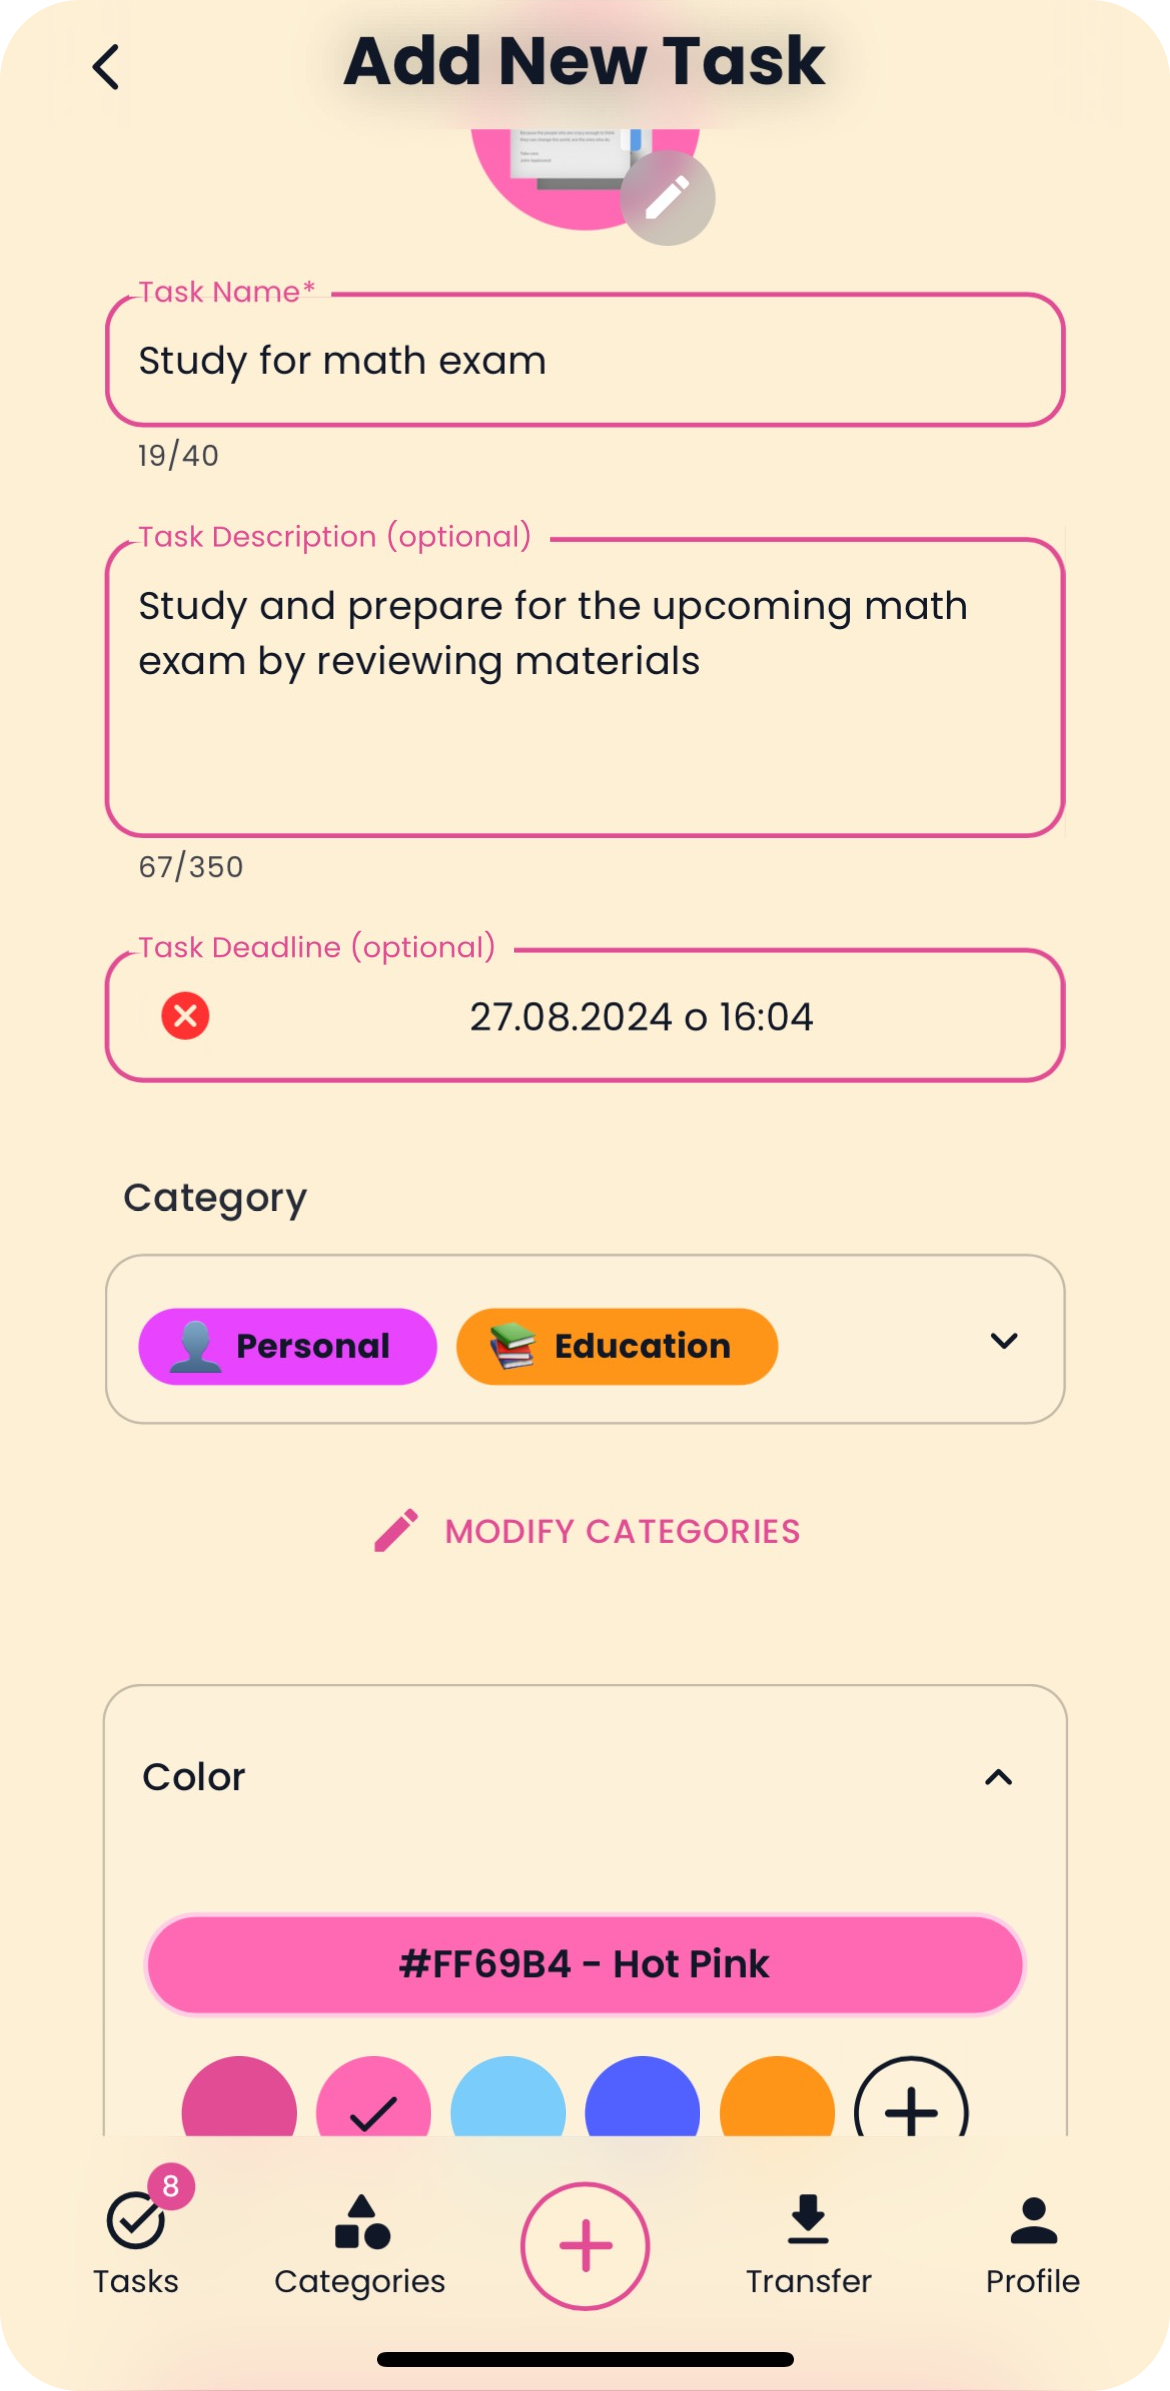 Add New Task
Task Name*
Study for math exam
19/40
Task Description (optional)
Study and prepare for the upcoming math
exam by reviewing materials
67/350
Task Deadline (optional)
27.08.2024 o 16:04
Category
Personal
Education
MODIFY CATEGORIES
Color
#FF69B4 - Hot Pink
8
Tasks
Categories
Transfer
Profile